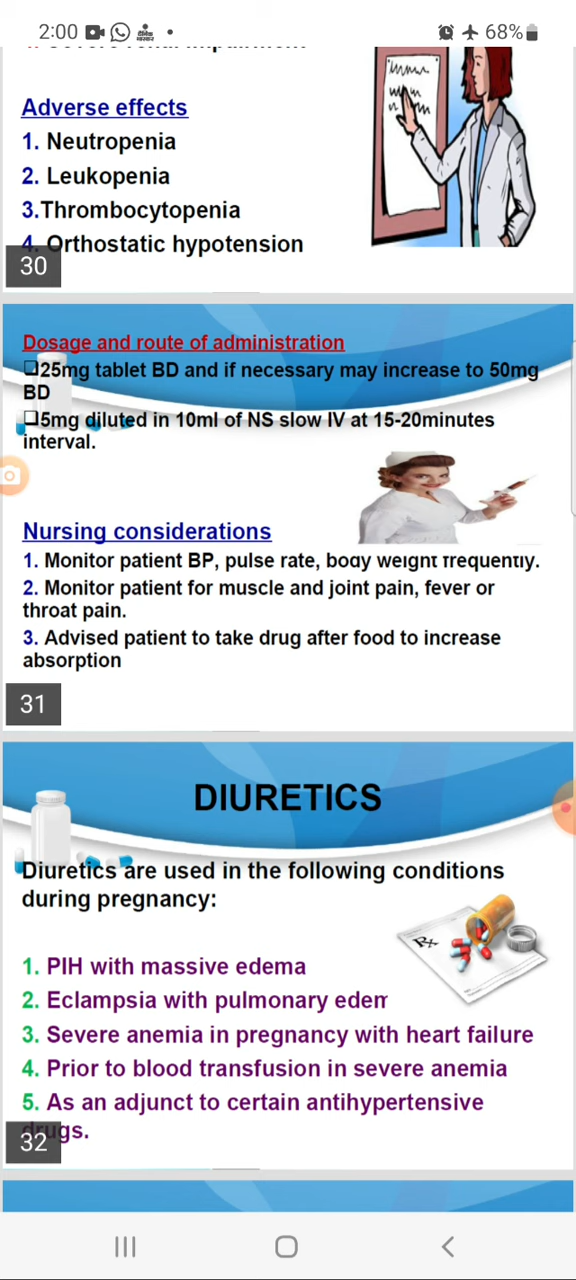 2:00
68%
Adverse effects
1. Neutropenia
2. Leukopenia
3.Thrombocytopenia
4. Orthostatic hypotension
30
Dosage and route of administration
❑25mg tablet BD and if necessary may increase to 50mg
BD
❑5mg diluted in 10ml of NS slow IV at 15-20minutes
interval.
Nursing considerations
1. Monitor patient BP, pulse rate, body weight frequently.
2. Monitor patient for muscle and joint pain, fever or
throat pain.
3. Advised patient to take drug after food to increase
absorption
31
DIURETICS
Diuretics are used in the following conditions
during pregnancy:
Rx
1. PIH with massive edema
2. Eclampsia with pulmonary edem
3. Severe anemia in pregnancy with heart failure
4. Prior to blood transfusion in severe anemia
5. As an adjunct to certain antihypertensive
drugs.
32